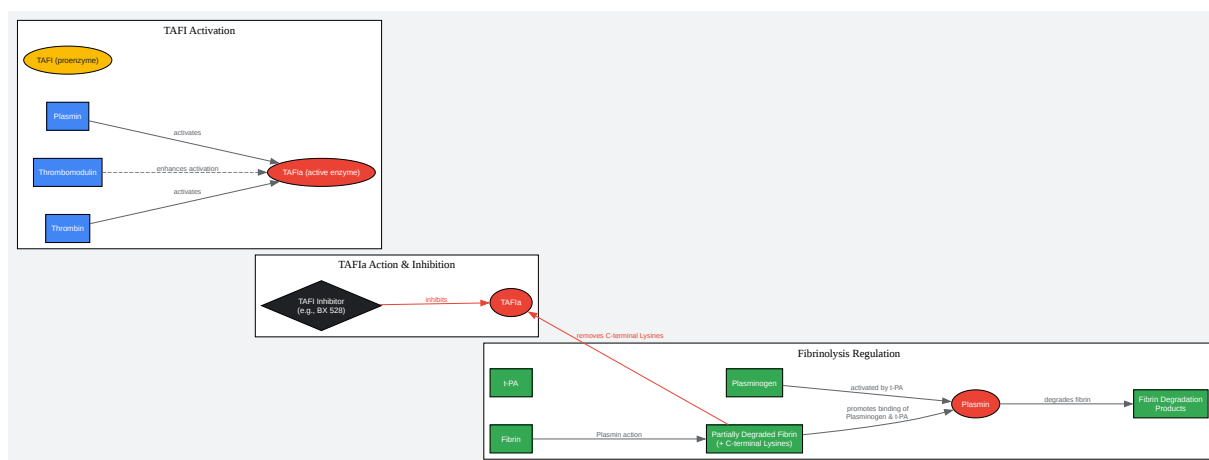 TAFI Activation
TAFI (proenzyme)
Plasmin
activates
Thrombomodulin
enhances activation
TAFIa (active enzyme)
activates
Thrombin
TAFIa Action & Inhibition
TAFI Inhibitor
(e.g., BX 528)
inhibits
TAFIa
removes C-terminal Lysines
Fibrinolysis Regulation
t-PA
Plasminogen
activated by t-PA
Plasmin
degrades fibrin
Fibrin Degradation
Products
promotes binding of
Plasminogen & t-PA
Fibrin
Plasmin action
Partially Degraded Fibrin
(+ C-terminal Lysines)